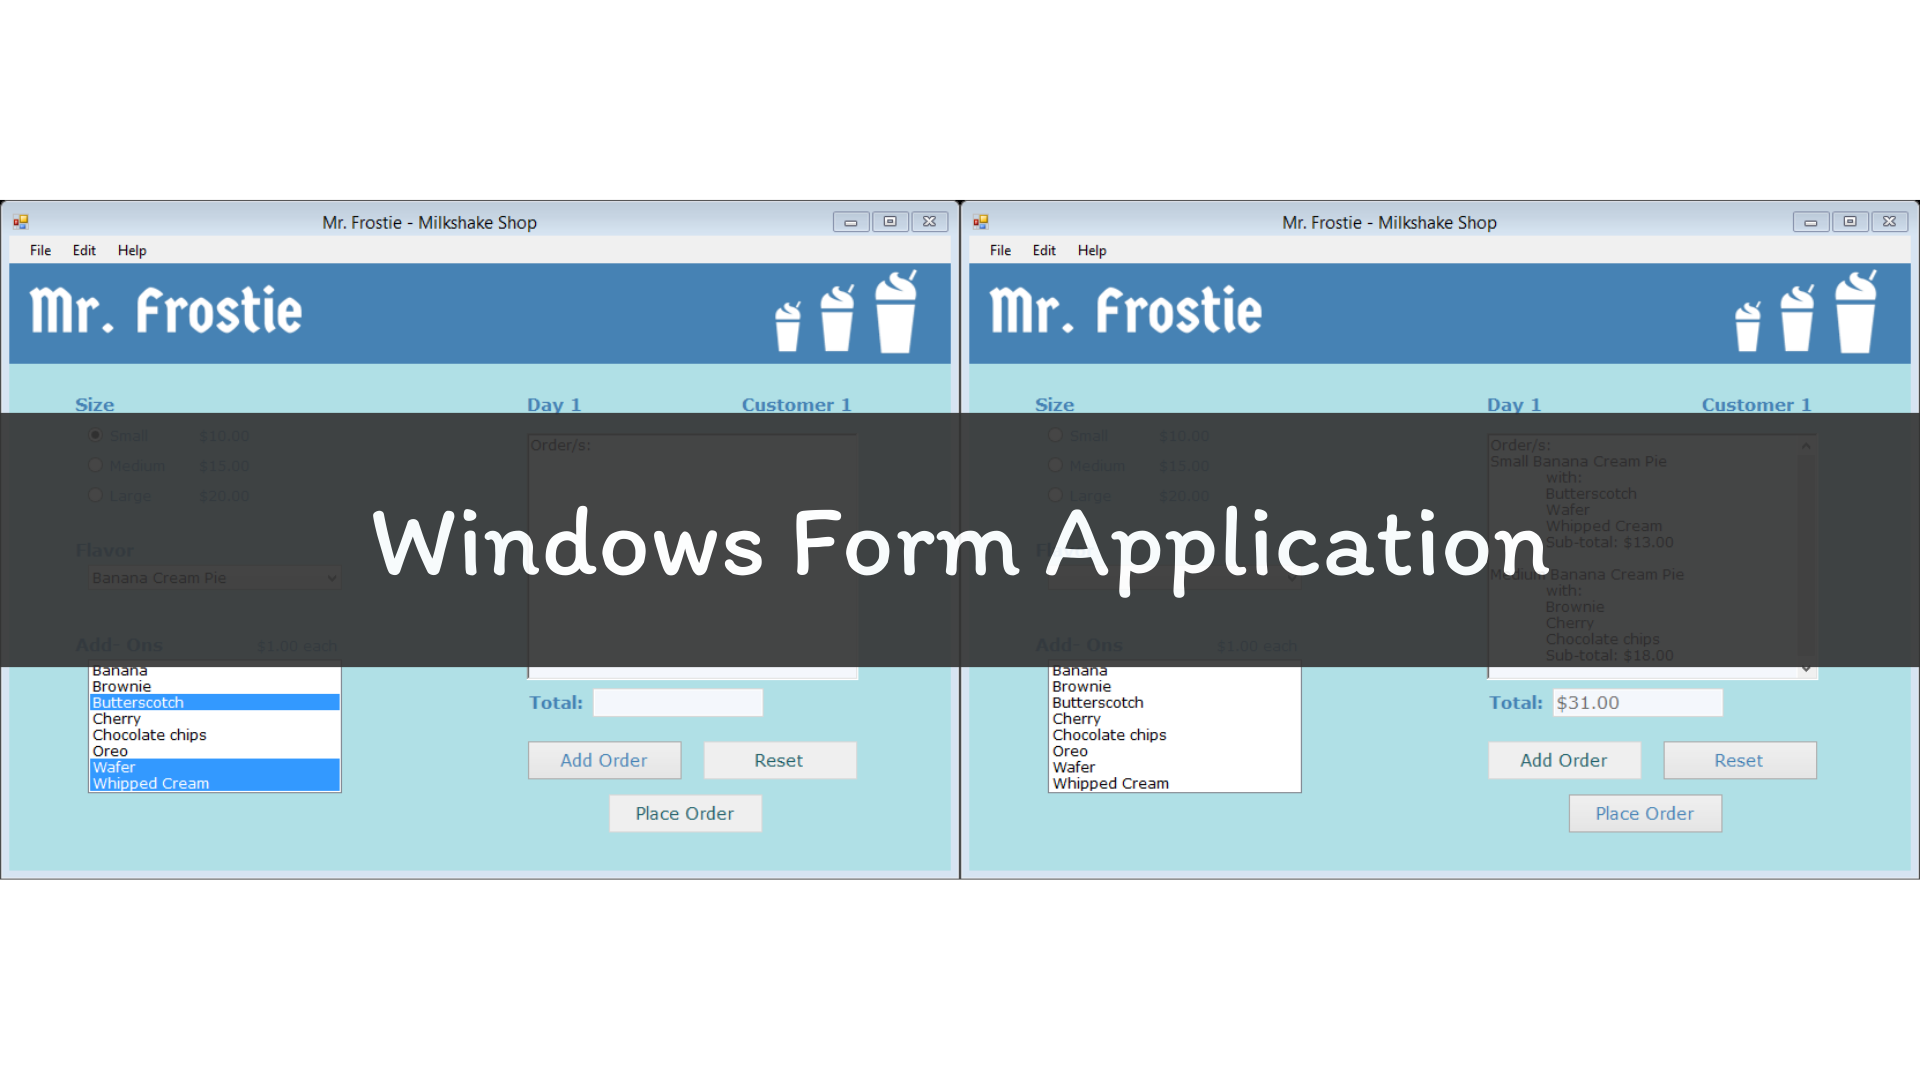 Mr. Frostie - Milkshake Shop
File Edit Help
Mr. Frostie
Size
Small $10.00
Medium $15.00
Large $20.00
Flavor
Banana Cream Pie
Add- Ons $1.00 each
Banana
Brownie
Butterscotch
Cherry
Chocolate chips
Oreo
Wafer
Whipped Cream
Day 1 Customer 1
Order/s:
Total:
Add Order Reset
Place Order
Windows Form Application
Mr. Frostie - Milkshake Shop
File Edit Help
Mr. Frostie
Size
Small $10.00
Medium $15.00
Large $20.00
Add- Ons $1.00 each
Banana
Brownie
Butterscotch
Cherry
Chocolate chips
Oreo
Wafer
Whipped Cream
Day 1 Customer 1
Order/s:
Small Banana Cream Pie
with:
Butterscotch
Wafer
Whipped Cream
Sub-total: $13.00
Medium Banana Cream Pie
with:
Brownie
Cherry
Chocolate chips
Sub-total: $18.00
Total: $31.00
Add Order Reset
Place Order